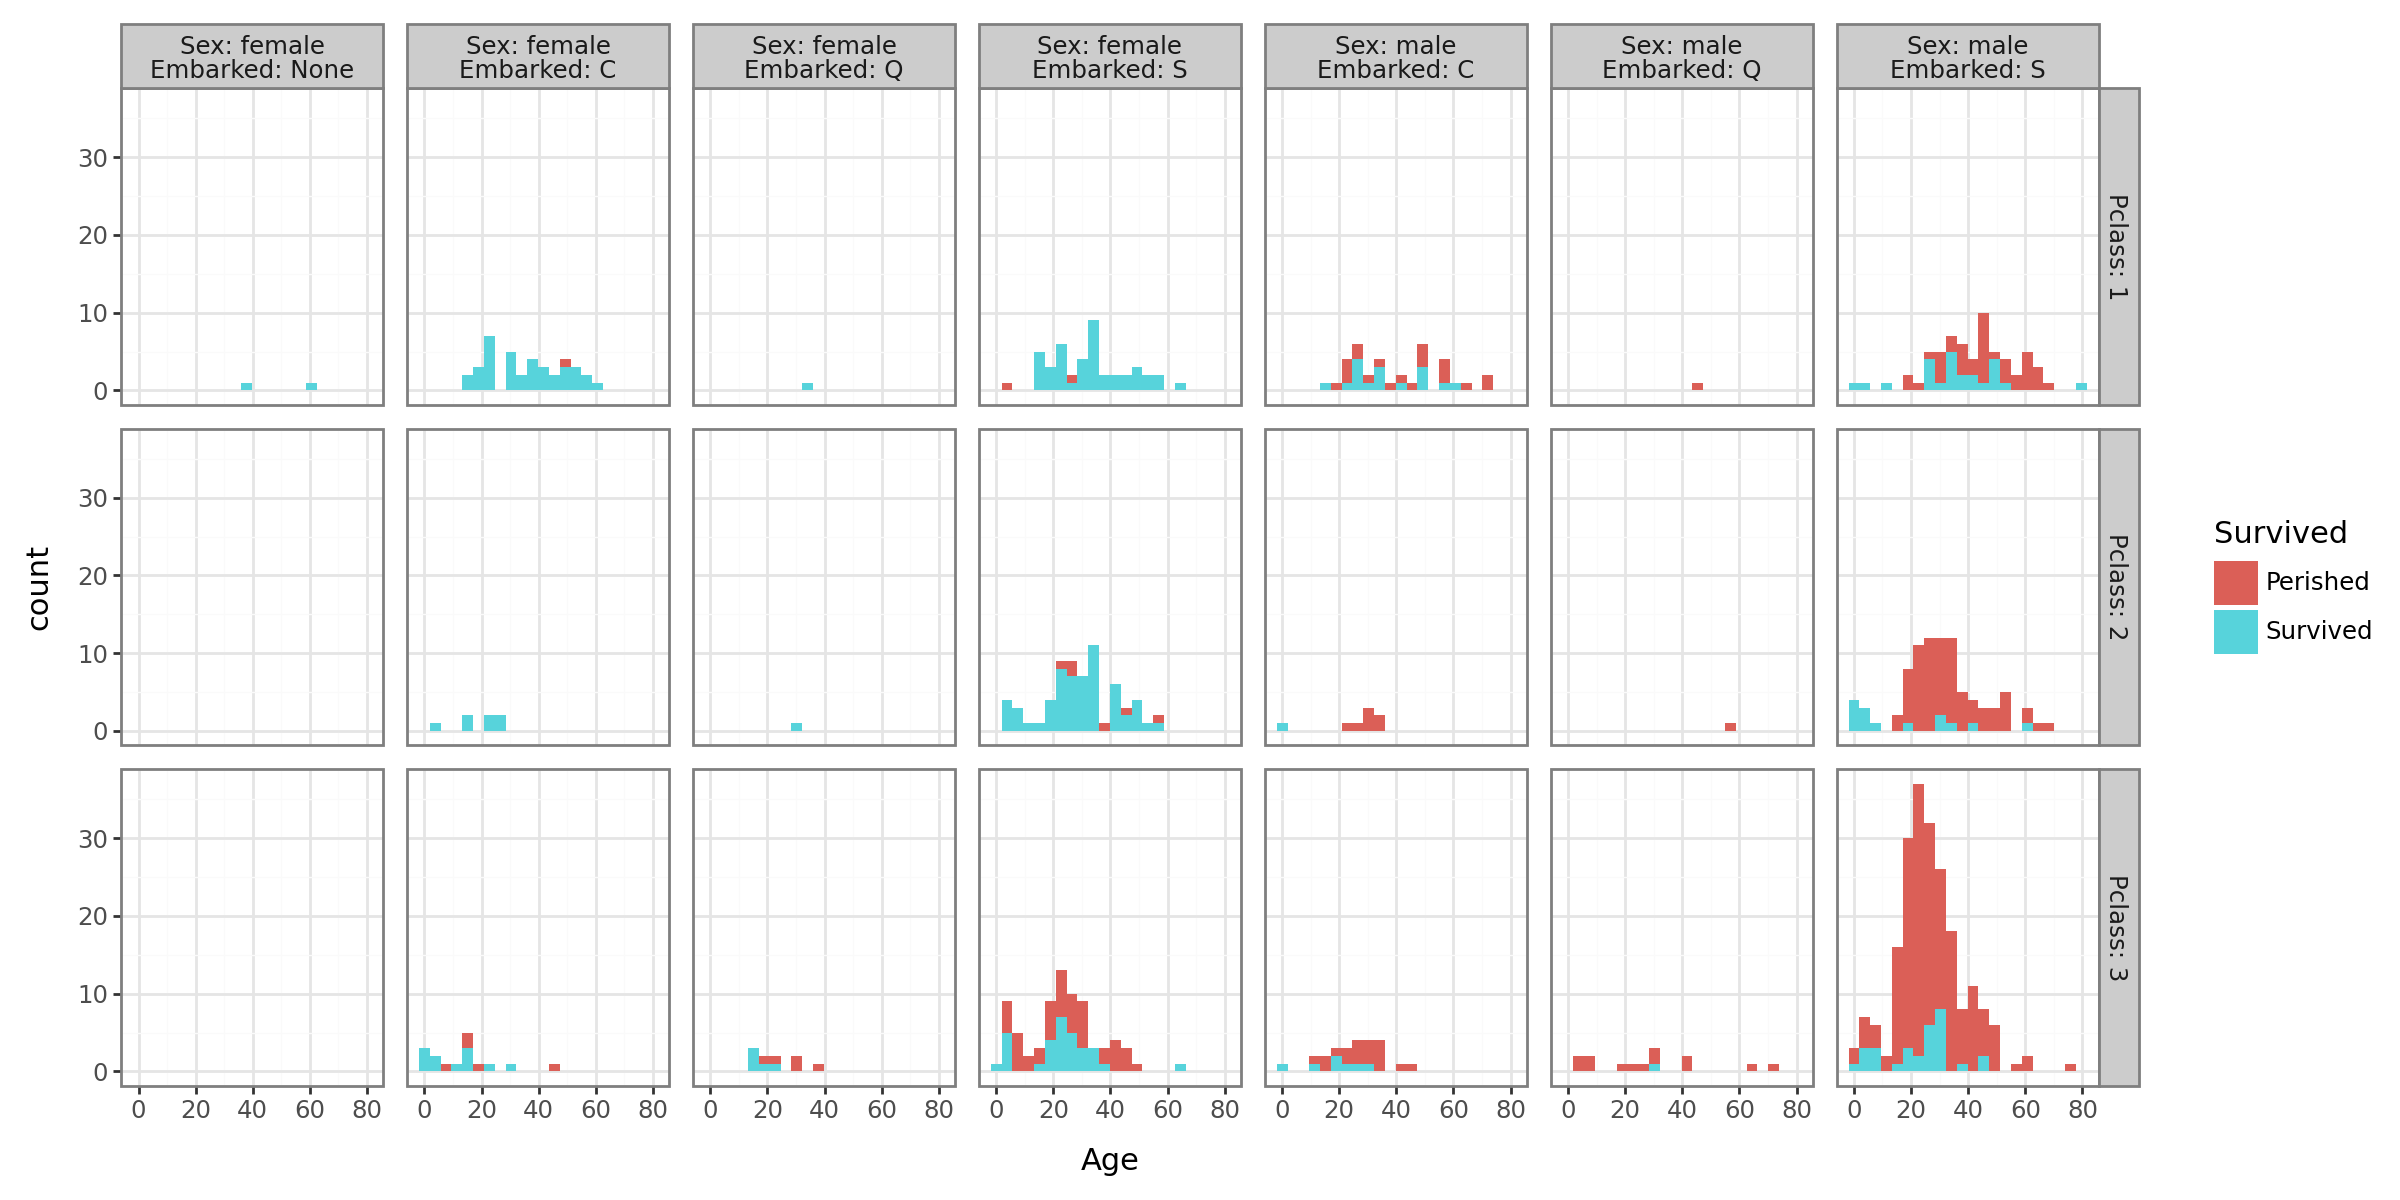 Sex: female
Embarked: None
Sex: female
Embarked: C
Sex: female
Embarked: Q
Sex: female
Embarked: S
Sex: male
Embarked: C
Sex: male
Embarked: Q
Sex: male
Embarked: S
30
20
10
0
Pclass: 1
30
20
10
0
Pclass: 2
30
20
10
0
Pclass: 3
count
0 20 40 60 80
0 20 40 60 80
0 20 40 60 80
0 20 40 60 80
0 20 40 60 80
0 20 40 60 80
0 20 40 60 80
Age
Survived
Perished
Survived